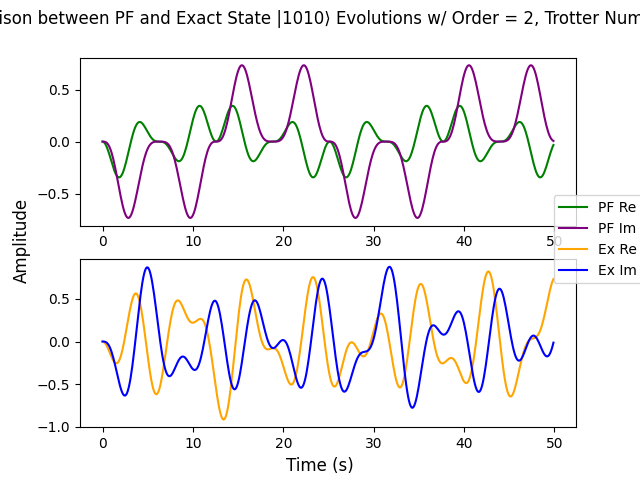 ison between PF and Exact State |1010⟩ Evolutions w/ Order = 2, Trotter Num
0.5
0.0
−0.5
0 10 20 30 40 50
PF Re
PF Im
Ex Re
Ex Im
Amplitude
0.5
0.0
−0.5
−1.0
0 10 20 30 40 50
Time (s)